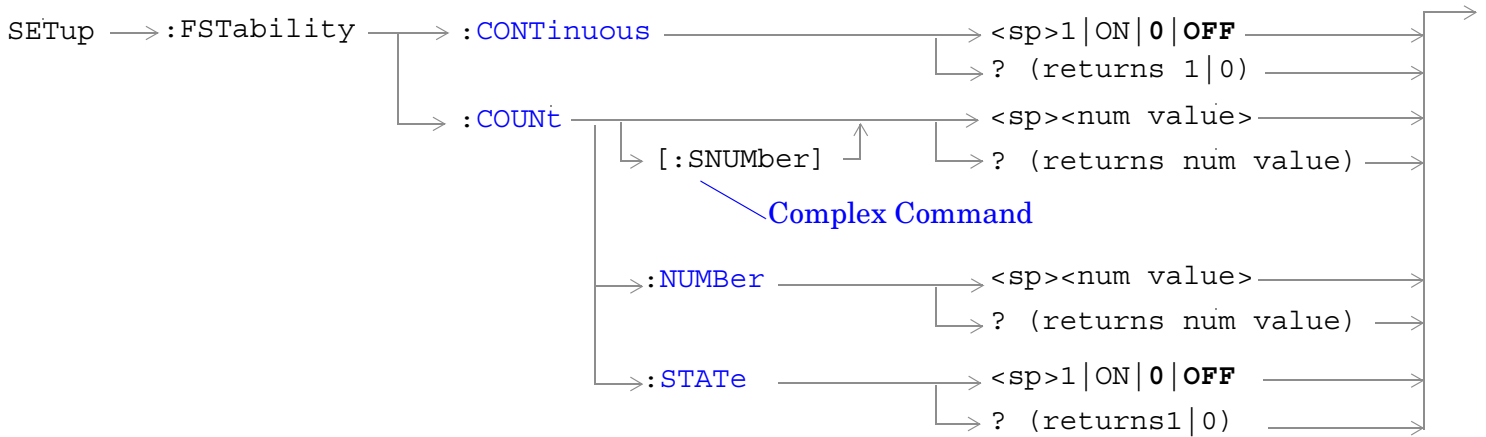 SETup :FSTability :CONTinuous <sp>1|ON|0|OFF
? (returns 1|0)
:COUNt <sp><num value>
[:SNUMber] ? (returns num value)
Complex Command
:NUMBer <sp><num value>
? (returns num value)
:STATe <sp>1|ON|0|OFF
? (returns1|0)